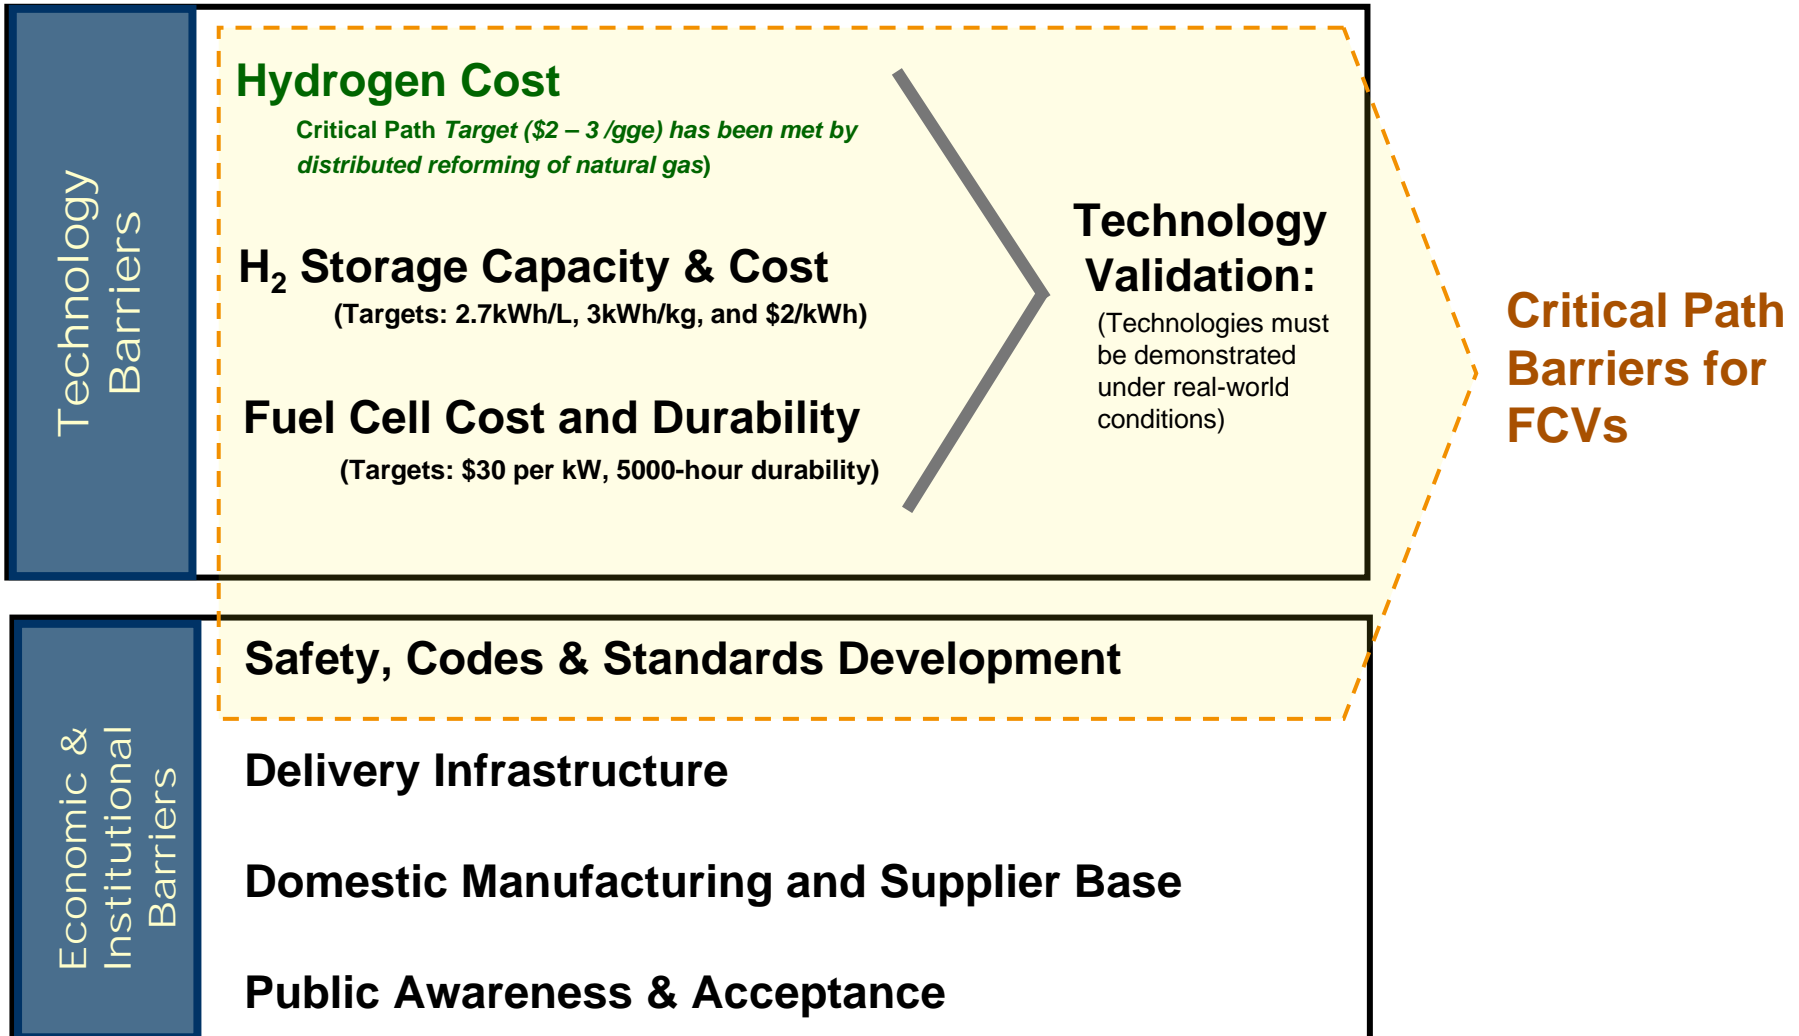 Technology
Barriers
Hydrogen Cost
Critical Path Target ($2 – 3 /gge) has been met by
distributed reforming of natural gas)
H₂ Storage Capacity & Cost
(Targets: 2.7kWh/L, 3kWh/kg, and $2/kWh)
Fuel Cell Cost and Durability
(Targets: $30 per kW, 5000-hour durability)
Technology
Validation:
(Technologies must
be demonstrated
under real-world
conditions)
Critical Path
Barriers for
FCVs
Economic &
Institutional
Barriers
Safety, Codes & Standards Development
Delivery Infrastructure
Domestic Manufacturing and Supplier Base
Public Awareness & Acceptance